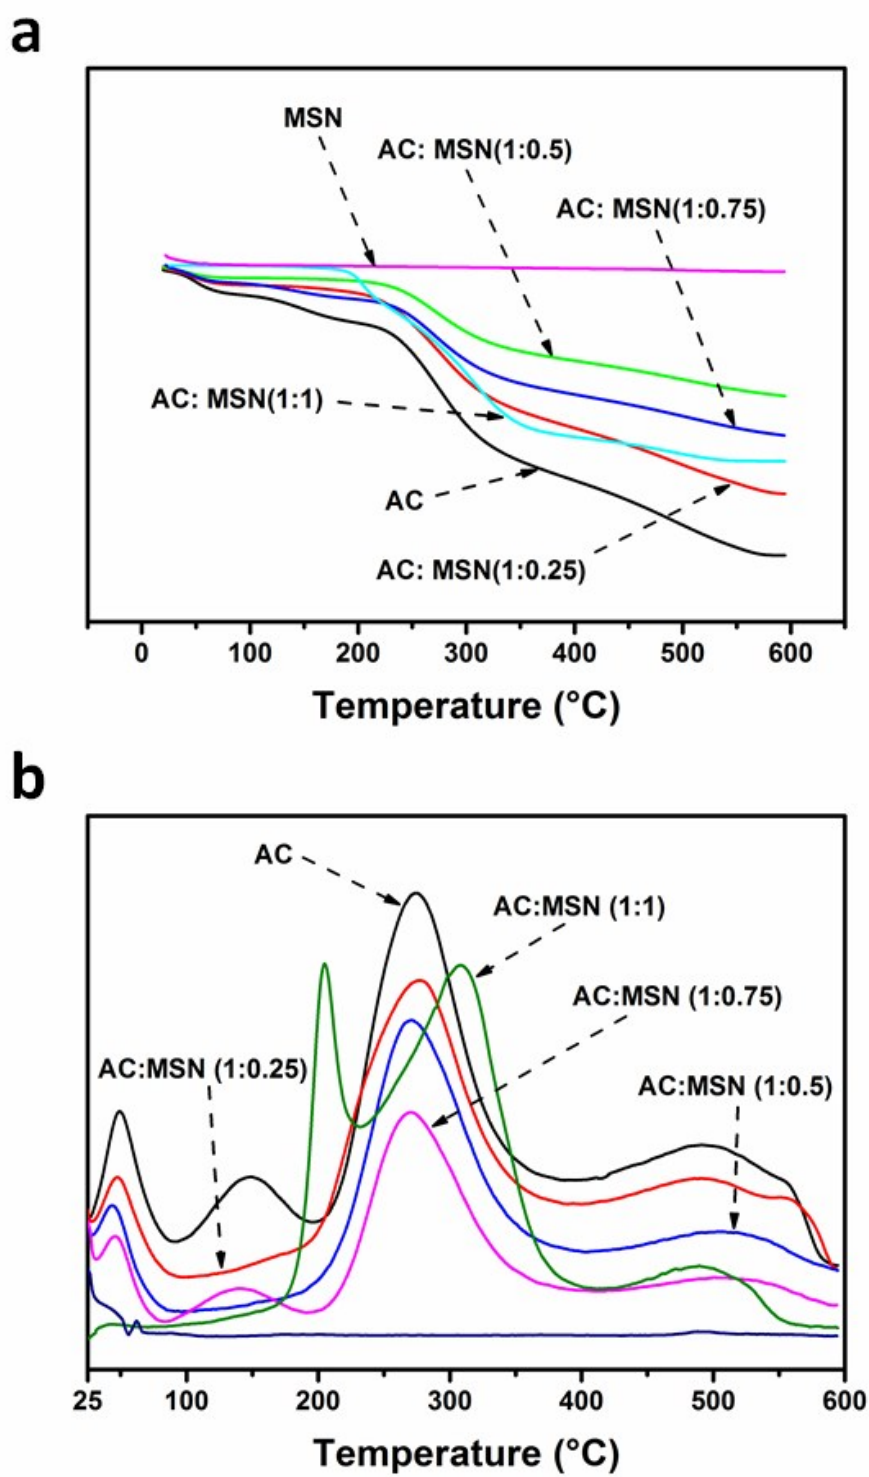 a
MSN
AC: MSN(1:0.5)
AC: MSN(1:0.75)
AC: MSN(1:1)
AC
AC: MSN(1:0.25)
0 100 200 300 400 500 600
Temperature (°C)
b
AC
AC:MSN (1:1)
AC:MSN (1:0.75)
AC:MSN (1:0.25)
AC:MSN (1:0.5)
25 100 200 300 400 500 600
Temperature (°C)